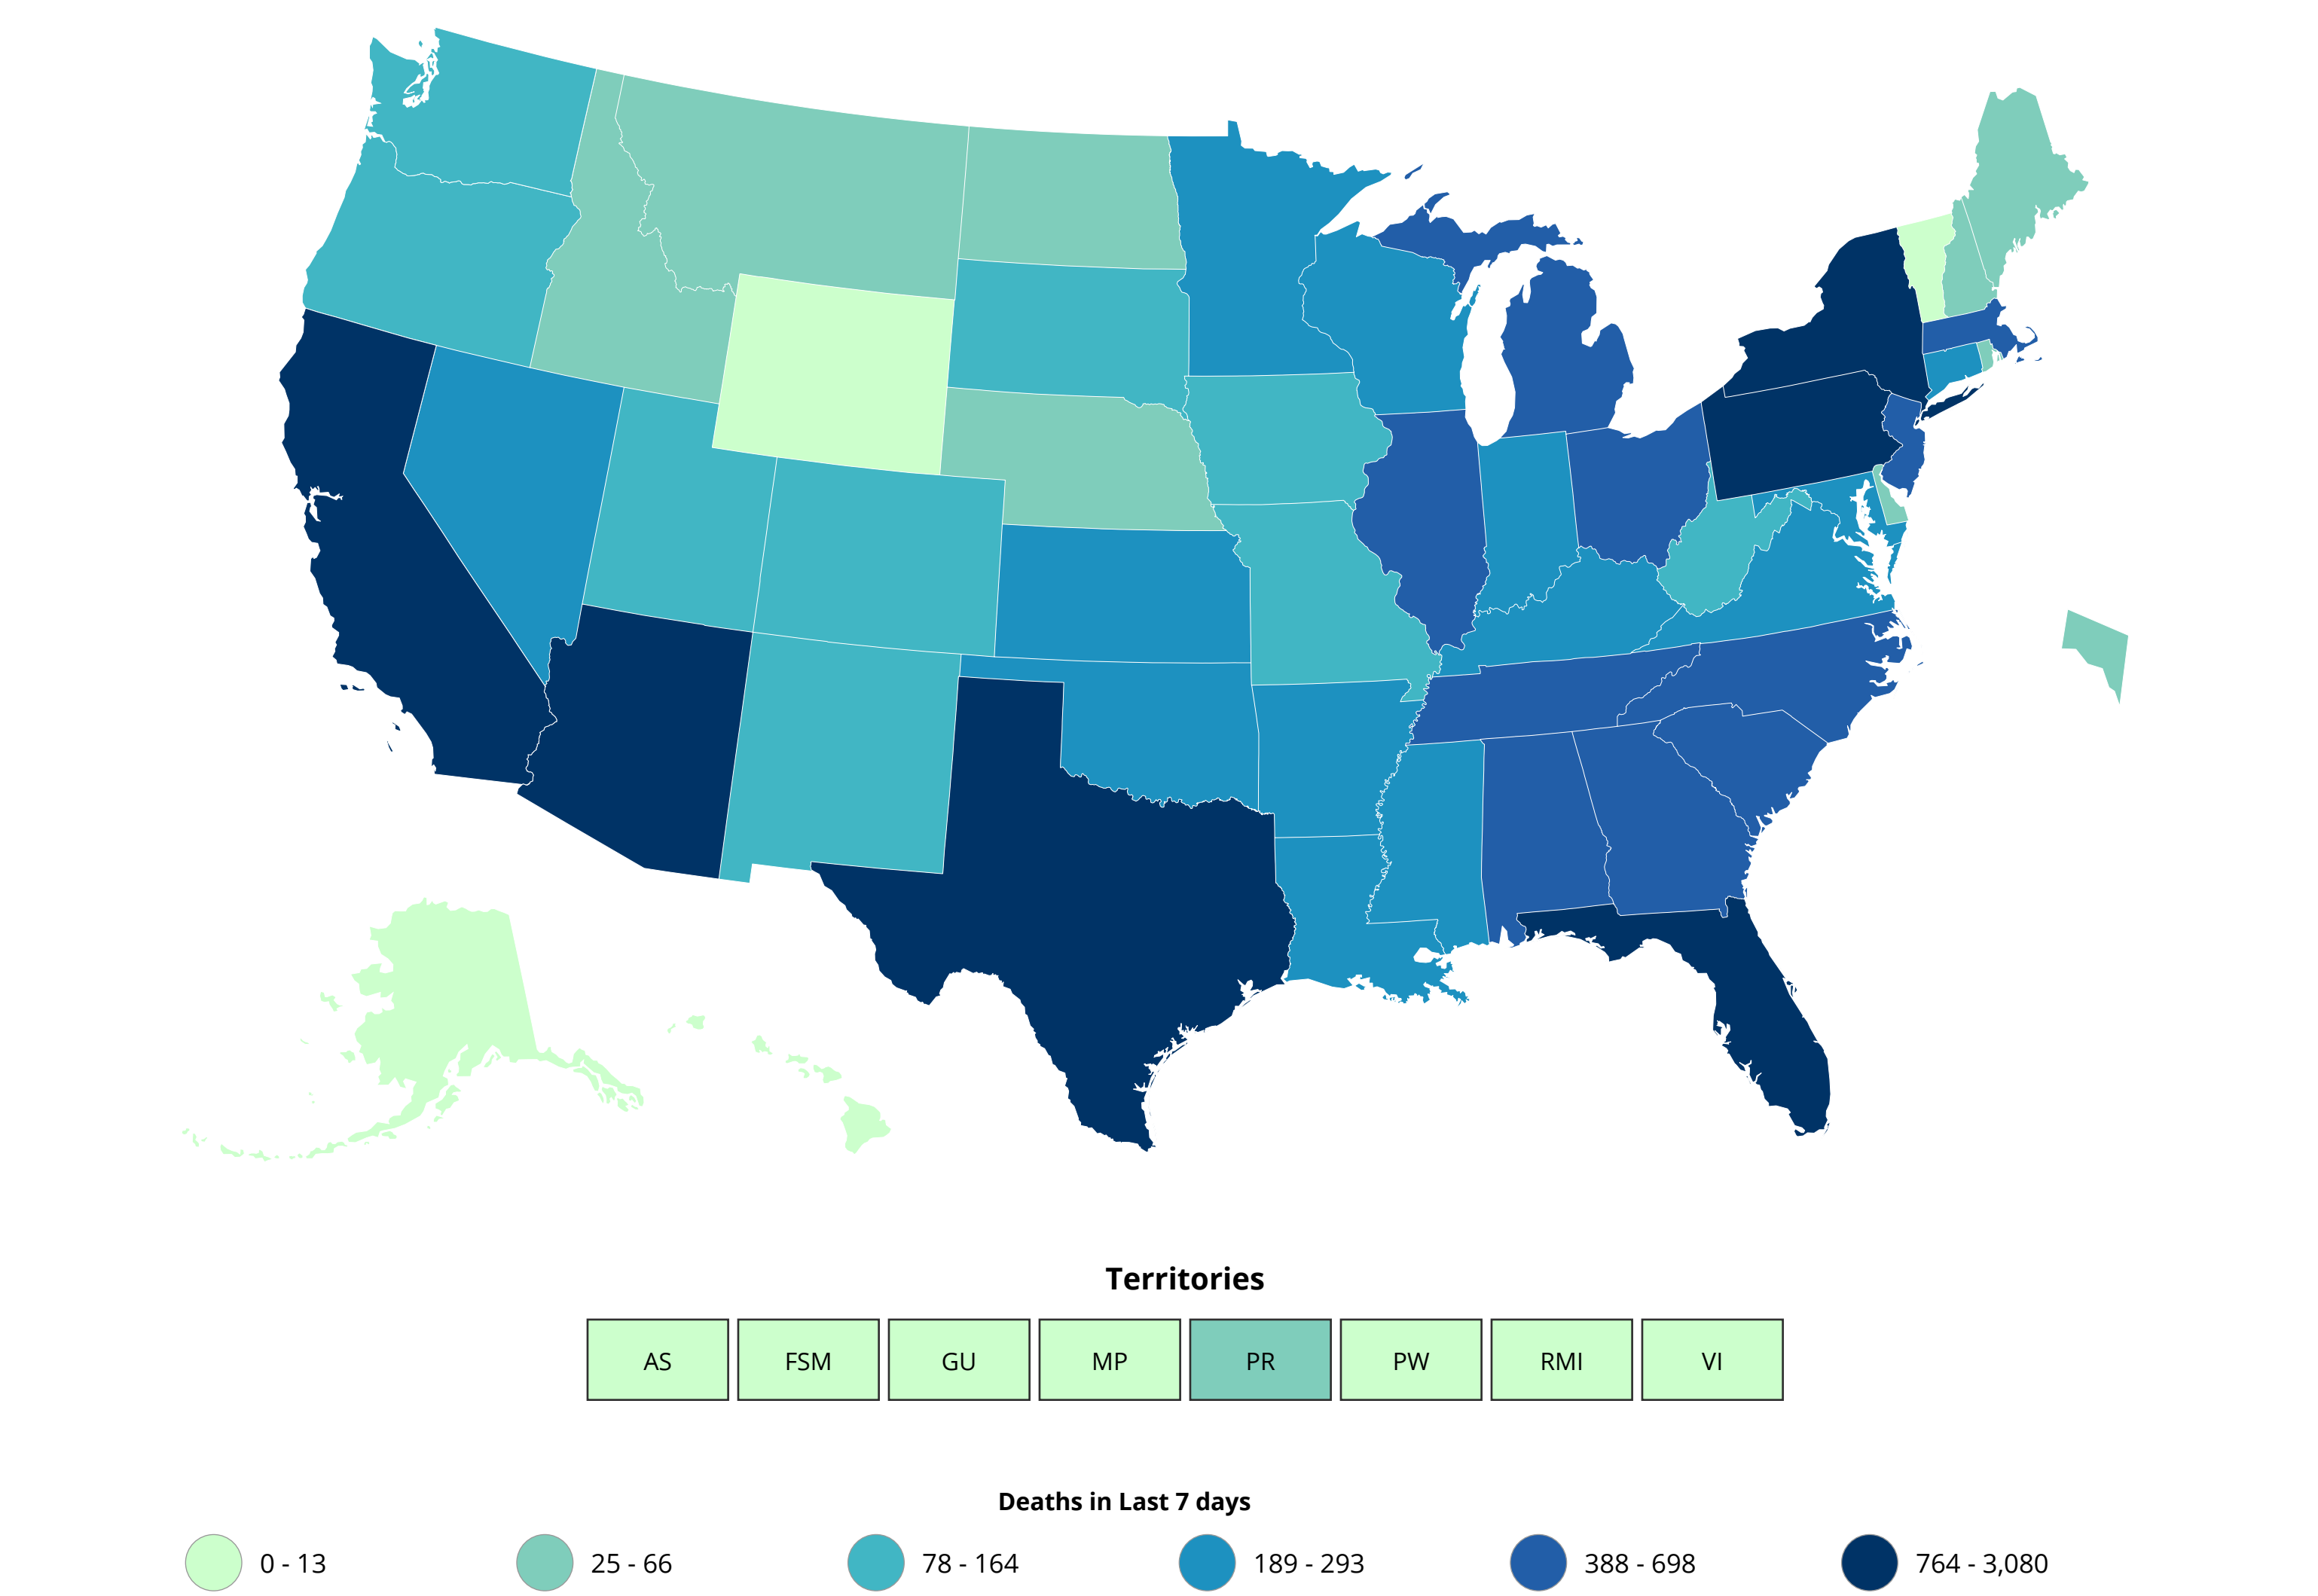 Territories
AS FSM GU MP PR PW RMI VI
Deaths in Last 7 days
0 - 13 25 - 66 78 - 164 189 - 293 388 - 698 764 - 3,080